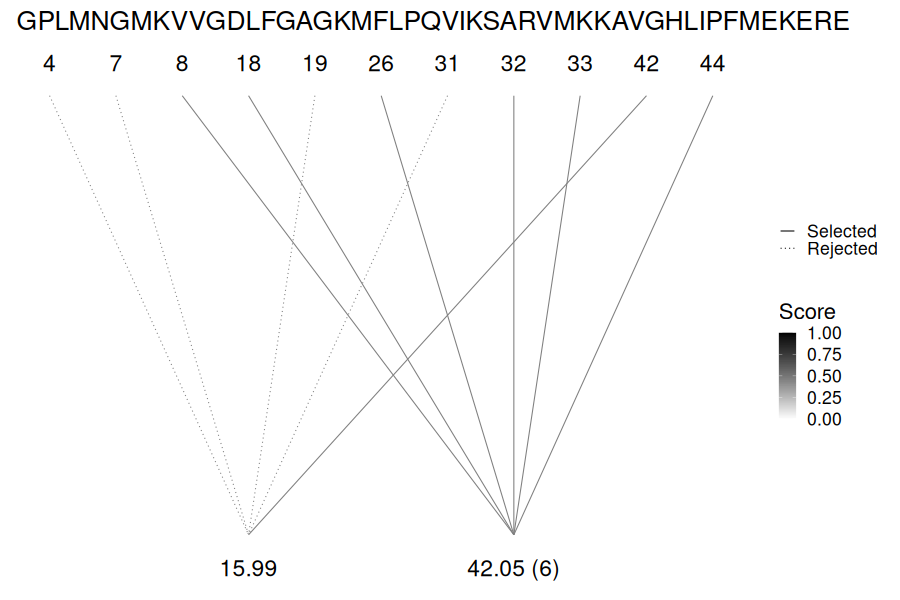 GPLMNGMKVVGDLFGAGKMFLPQVIKSARVMKKAVGHLIPFMEKERE
4 7 8 18 19 26 31 32 33 42 44
Selected
Rejected
Score
1.00
0.75
0.50
0.25
0.00
15.99 42.05 (6)